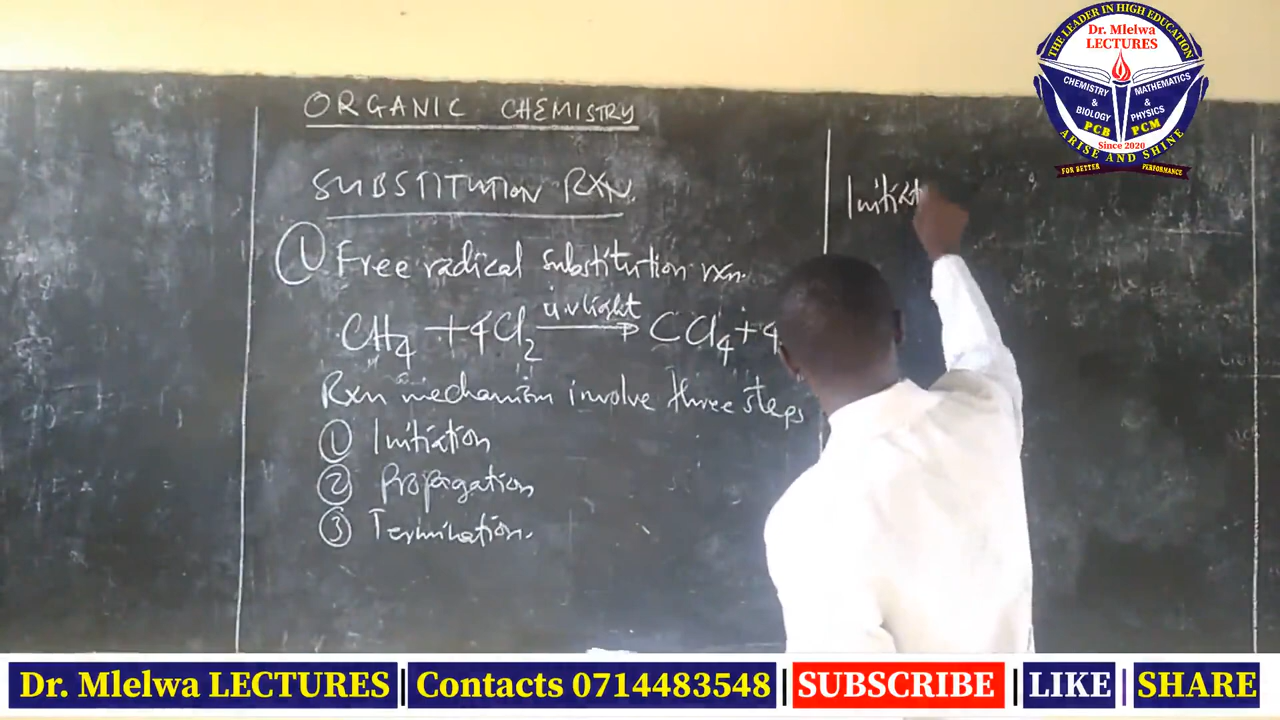 ORGANIC CHEMISTRY
SUBSTITUTION RXN.
① Free radical substitution rxn.
CH4 + 4Cl2 u.v light → CCl4 + 4
Rxn mechanism involve three steps
① Initiation
② Propagation
③ Termination.
Initiat
THE LEADER IN HIGH EDUCATION
Dr. Mlelwa
LECTURES
CHEMISTRY & BIOLOGY
PCB
MATHEMATICS & PHYSICS
PCM
Since 2020
ARISE AND SHINE
FOR BETTER PERFORMANCE
Dr. Mlelwa LECTURES | Contacts 0714483548 | SUBSCRIBE | LIKE | SHARE